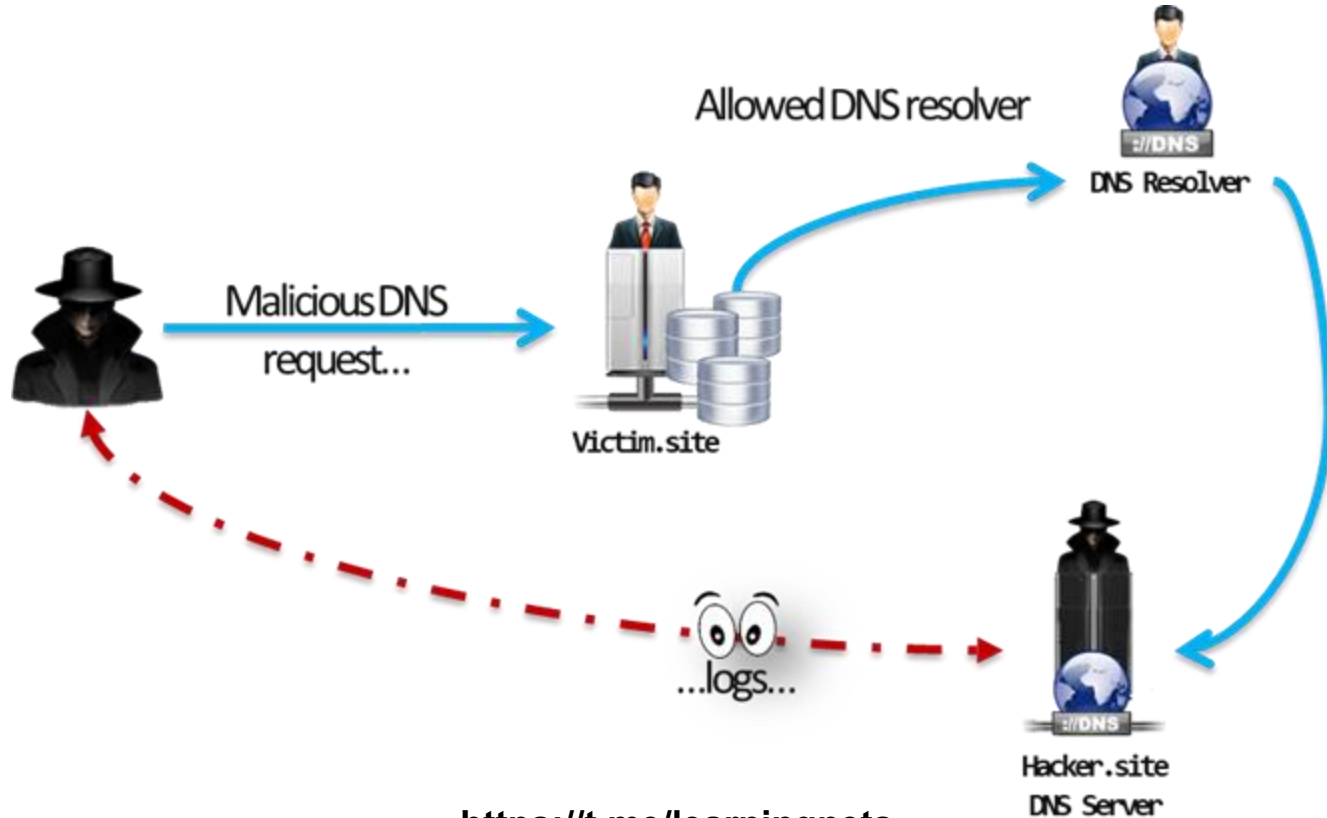 Allowed DNS resolver
://DNS
DNS Resolver
Malicious DNS
request...
Victim.site
...logs...
://DNS
Hacker.site
DNS Server